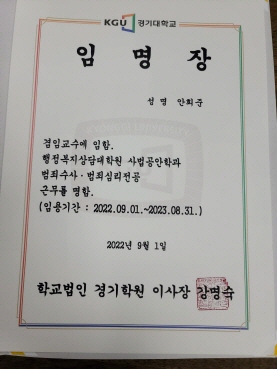 KGU 경기대학교
임 명 장
성 명 안희준
겸임교수에 임함.
행정복지상담대학원 사법공안학과
범죄수사·범죄심리전공
근무를 명함.
(임용기간 : 2022.09.01.~2023.08.31.)
2022년 9월 1일
학교법인 경기학원 이사장 강명숙